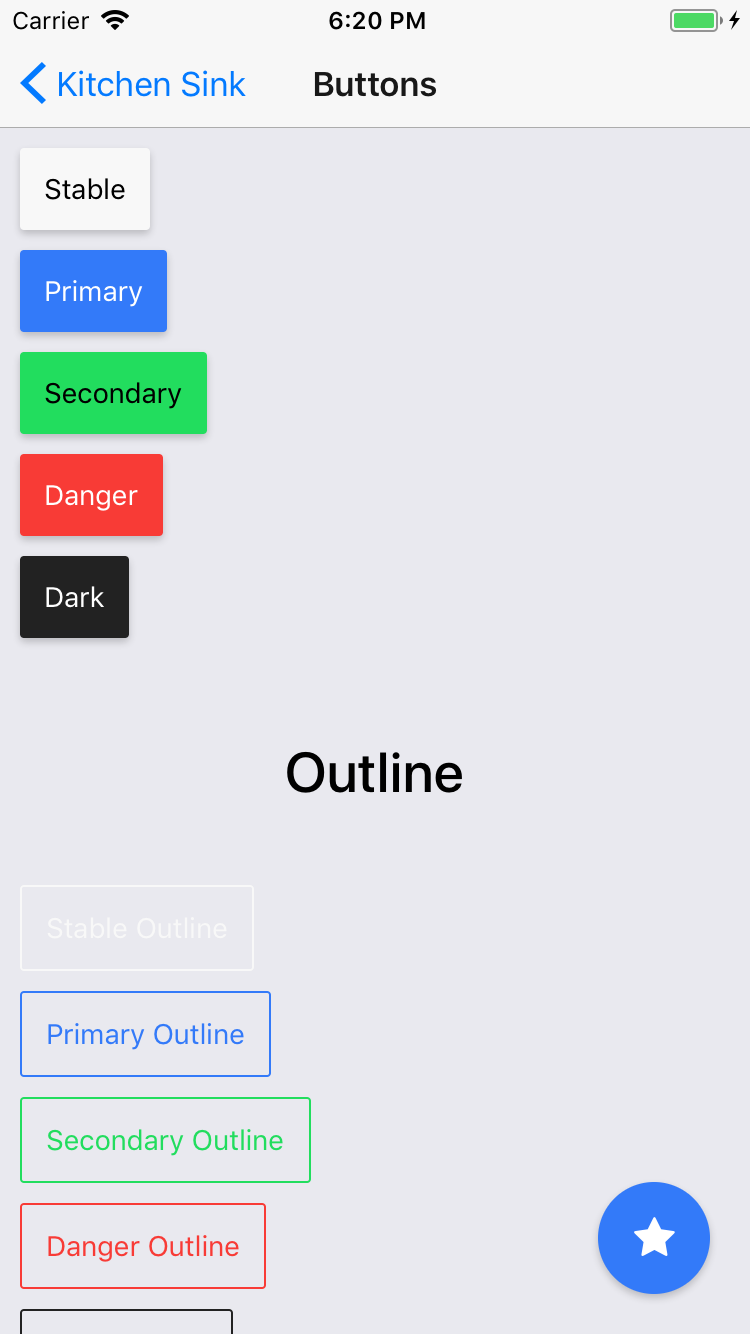 Carrier 6:20 PM
Kitchen Sink Buttons
Stable
Primary
Secondary
Danger
Dark
Outline
Stable Outline
Primary Outline
Secondary Outline
Danger Outline